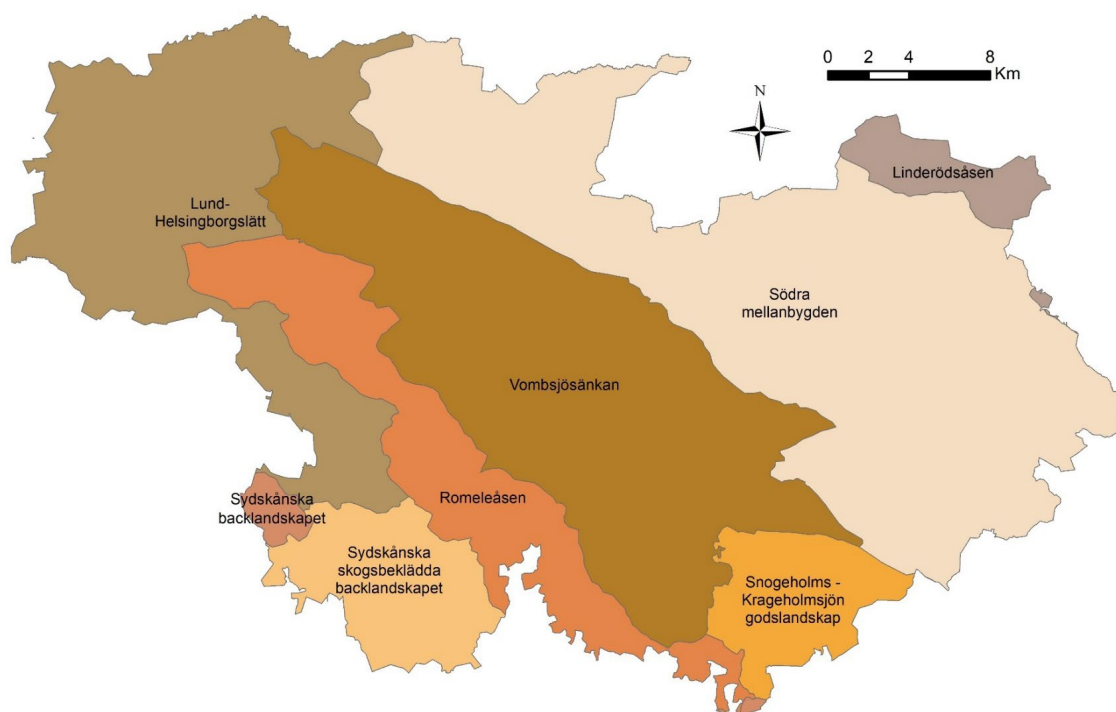 0 2 4 8
Km
N
Linderödsåsen
Lund-
Helsingborgslätt
Södra
mellanbygden
Vombsjösänkan
Romeleåsen
Sydskånska
backlandskapet
Sydskånska
skogsbeklädda
backlandskapet
Snogeholms -
Krageholmsjön
godslandskap